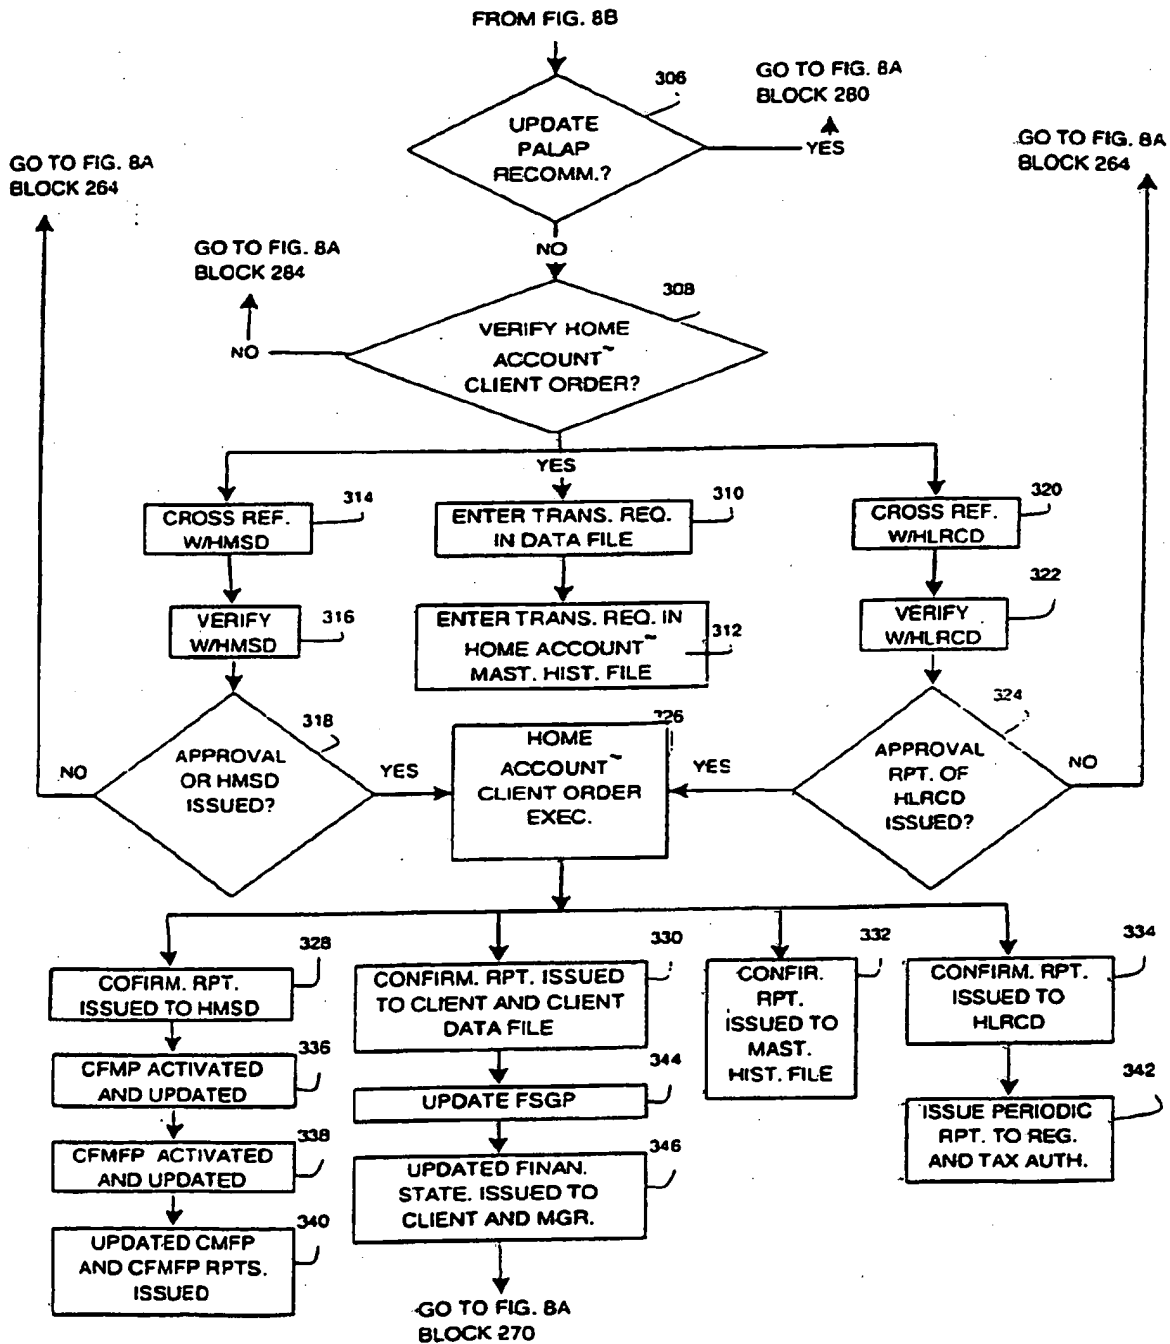 FROM FIG. 8B
306
UPDATE
PALAP
RECOMM.?
GO TO FIG. 8A
BLOCK 280
YES
GO TO FIG. 8A
BLOCK 264
GO TO FIG. 8A
BLOCK 264
NO
GO TO FIG. 8A
BLOCK 284
308
VERIFY HOME
ACCOUNT~
CLIENT ORDER?
NO
YES
314
CROSS REF.
W/HMSD
310
ENTER TRANS. REQ.
IN DATA FILE
320
CROSS REF.
W/HLRCD
316
VERIFY
W/HMSD
312
ENTER TRANS. REQ. IN
HOME ACCOUNT~
MAST. HIST. FILE
322
VERIFY
W/HLRCD
318
APPROVAL
OR HMSD
ISSUED?
NO
YES
326
HOME
ACCOUNT~
CLIENT ORDER
EXEC.
324
APPROVAL
RPT. OF
HLRCD
ISSUED?
YES
NO
328
COFIRM. RPT.
ISSUED TO HMSD
330
CONFIRM. RPT. ISSUED
TO CLIENT AND CLIENT
DATA FILE
332
CONFIR.
RPT.
ISSUED TO
MAST.
HIST. FILE
334
CONFIRM. RPT.
ISSUED TO
HLRCD
336
CFMP ACTIVATED
AND UPDATED
344
UPDATE FSGP
342
ISSUE PERIODIC
RPT. TO REG.
AND TAX AUTH.
338
CFMFP ACTIVATED
AND UPDATED
346
UPDATED FINAN.
STATE. ISSUED TO
CLIENT AND MGR.
340
UPDATED CMFP
AND CFMFP RPTS.
ISSUED
GO TO FIG. 8A
BLOCK 270